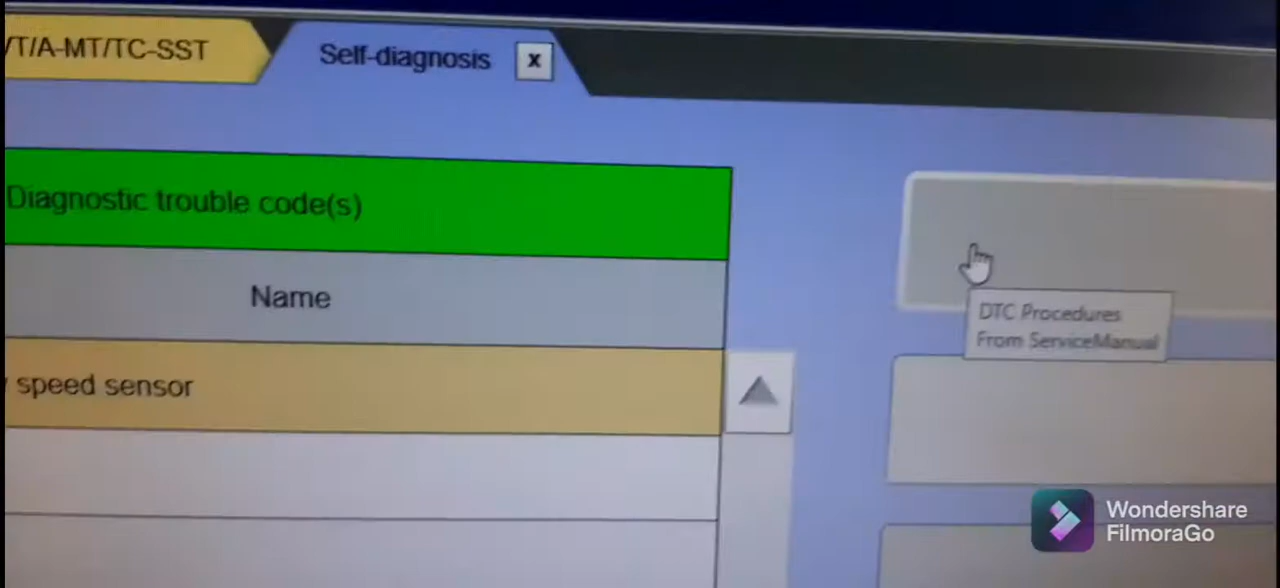 /T/A-MT/TC-SST
Self-diagnosis
x
Diagnostic trouble code(s)
Name
speed sensor
DTC Procedures
From ServiceManual
Wondershare
FilmoraGo